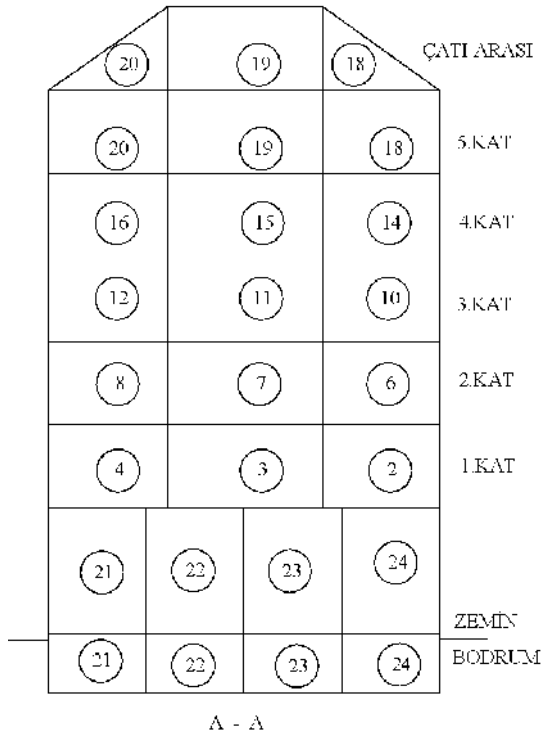 20 19 18 ÇATI ARASI
20 19 18 5.KAT
16 15 14 4.KAT
12 11 10 3.KAT
8 7 6 2.KAT
4 3 2 1.KAT
21 22 23 24
ZEMİN
21 22 23 24 BODRUM
A - A